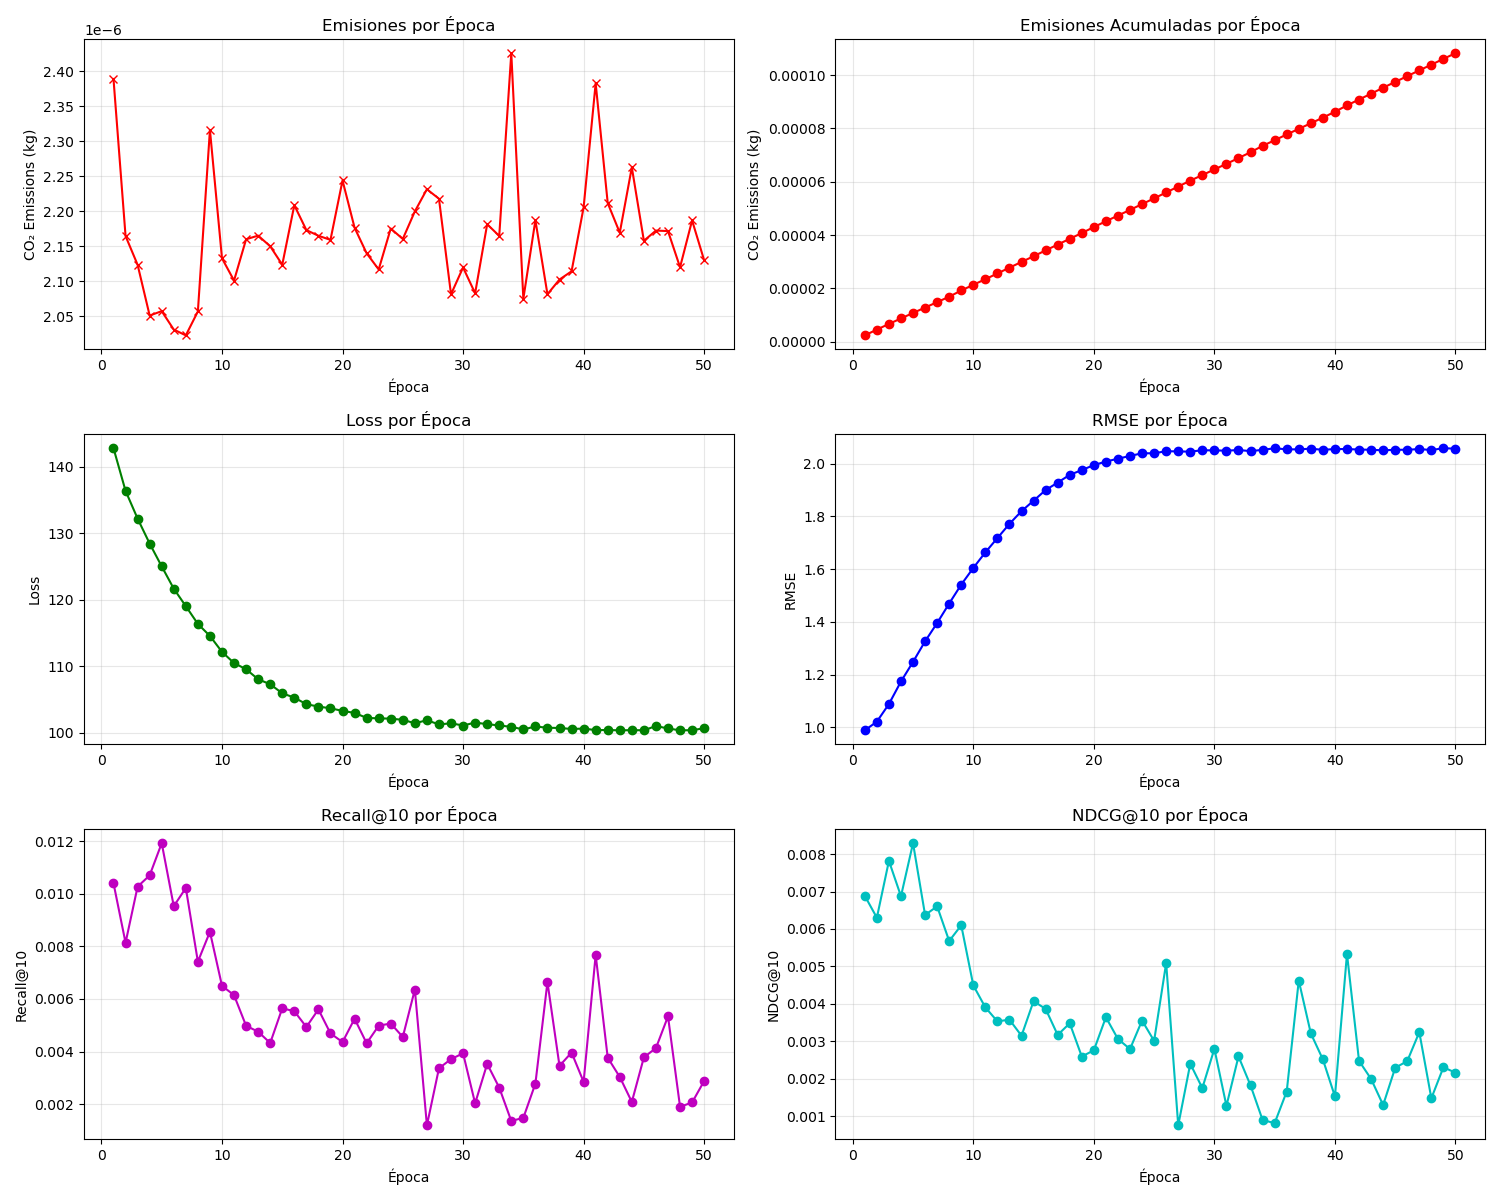 Emisiones por Época
1e−6
2.40
2.35
2.30
2.25
2.20
2.15
2.10
2.05
CO₂ Emissions (kg)
0 10 20 30 40 50
Época
Emisiones Acumuladas por Época
0.00010
0.00008
0.00006
0.00004
0.00002
0.00000
CO₂ Emissions (kg)
0 10 20 30 40 50
Época
Loss por Época
140
130
120
110
100
Loss
0 10 20 30 40 50
Época
RMSE por Época
2.0
1.8
1.6
1.4
1.2
1.0
RMSE
0 10 20 30 40 50
Época
Recall@10 por Época
0.012
0.010
0.008
0.006
0.004
0.002
Recall@10
0 10 20 30 40 50
Época
NDCG@10 por Época
0.008
0.007
0.006
0.005
0.004
0.003
0.002
0.001
NDCG@10
0 10 20 30 40 50
Época